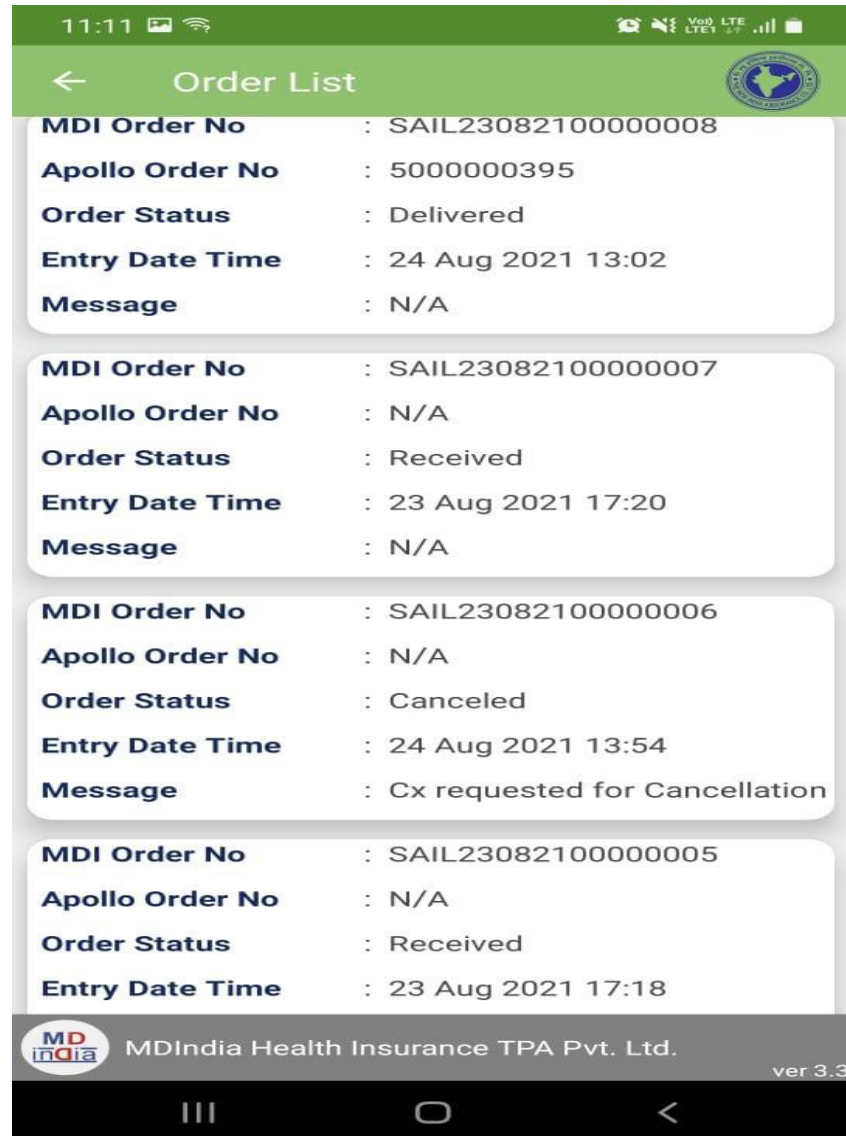 11:11
Vo)) LTE
LTE1
Order List
MDI Order No : SAIL23082100000008
Apollo Order No : 5000000395
Order Status : Delivered
Entry Date Time : 24 Aug 2021 13:02
Message : N/A
MDI Order No : SAIL23082100000007
Apollo Order No : N/A
Order Status : Received
Entry Date Time : 23 Aug 2021 17:20
Message : N/A
MDI Order No : SAIL23082100000006
Apollo Order No : N/A
Order Status : Canceled
Entry Date Time : 24 Aug 2021 13:54
Message : Cx requested for Cancellation
MDI Order No : SAIL23082100000005
Apollo Order No : N/A
Order Status : Received
Entry Date Time : 23 Aug 2021 17:18
MD
india
MDIndia Health Insurance TPA Pvt. Ltd.
ver 3.3